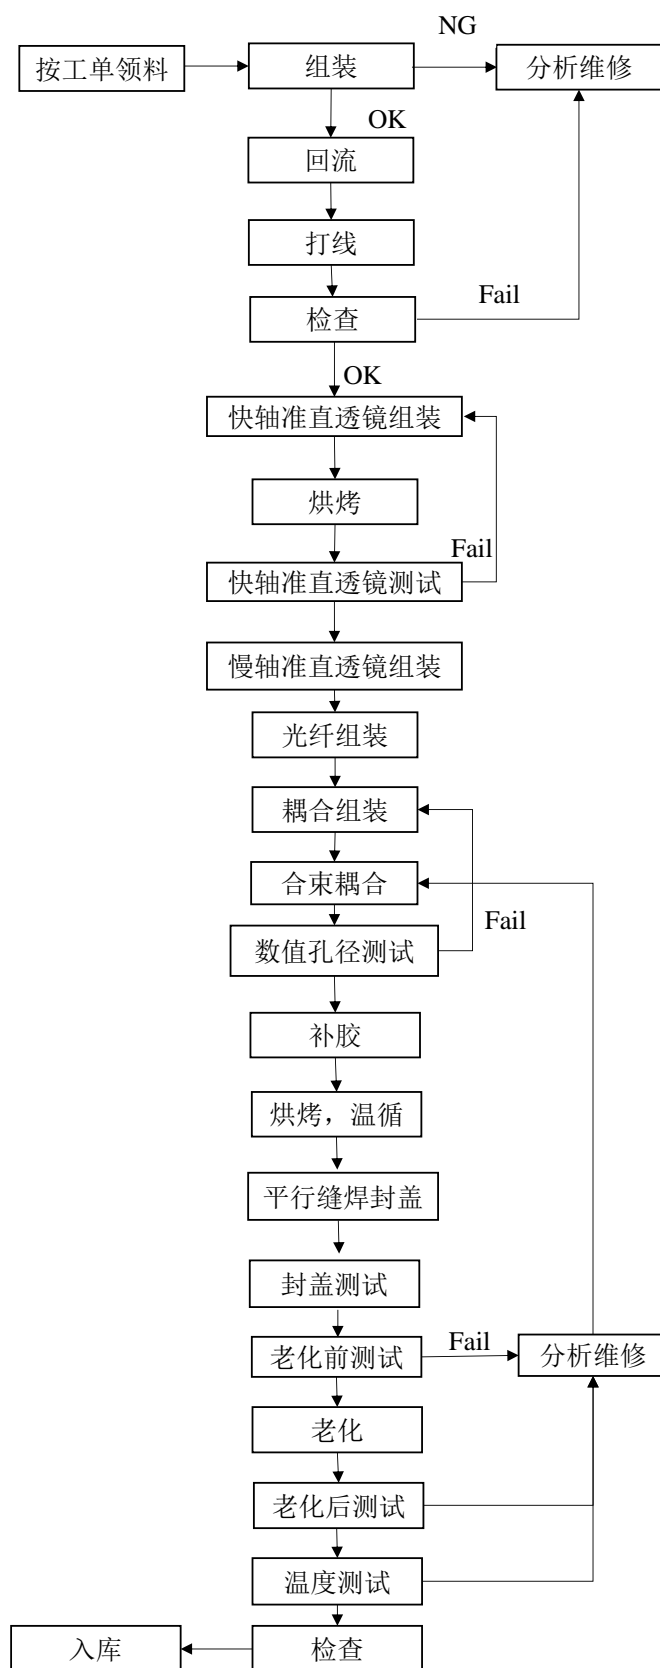 NG
按工单领料
组装
分析维修
OK
回流
打线
检查
Fail
OK
快轴准直透镜组装
烘烤
Fail
快轴准直透镜测试
慢轴准直透镜组装
光纤组装
耦合组装
合束耦合
Fail
数值孔径测试
补胶
烘烤，温循
平行缝焊封盖
封盖测试
老化前测试
Fail
分析维修
老化
老化后测试
温度测试
入库
检查